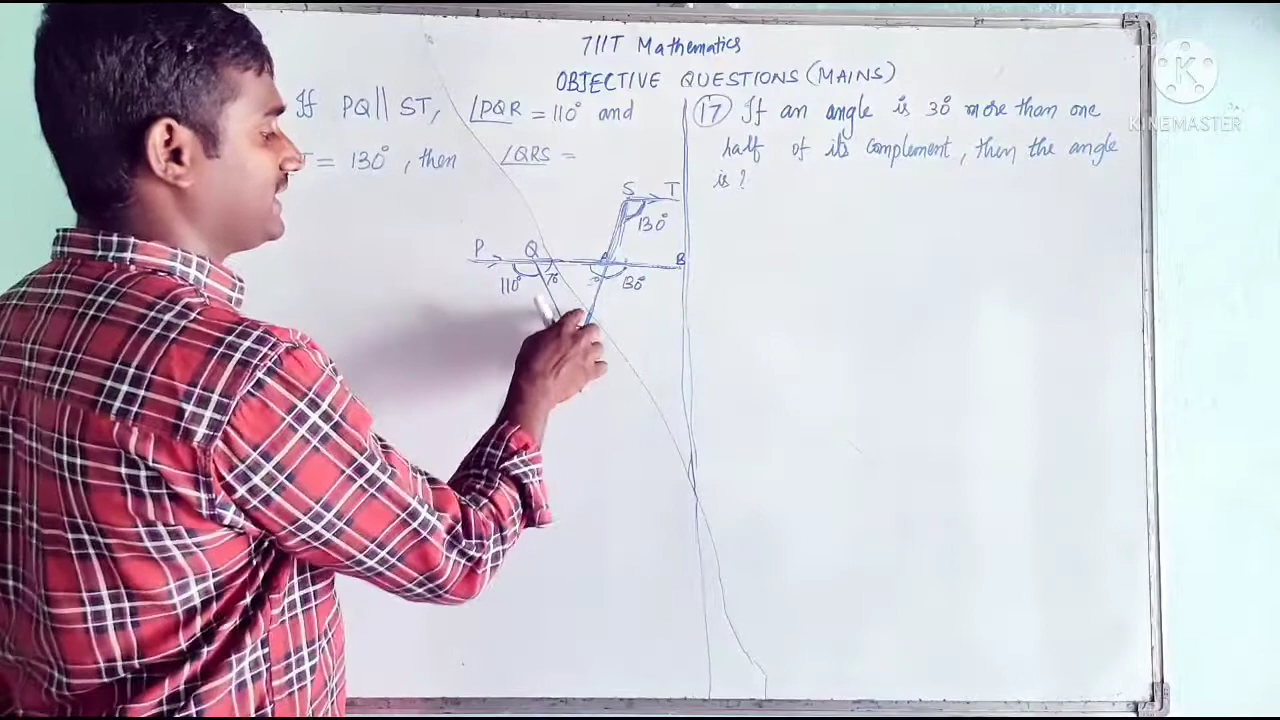 7IIT Mathematics
OBJECTIVE QUESTIONS (MAINS)
If PQ || ST, ∠PQR = 110° and
= 130°, then ∠QRS =
S T
130°
P Q A B
110° 70° 130°
17 If an angle is 30° more than one
half of its complement, then the angle
is?
K
KINEMASTER